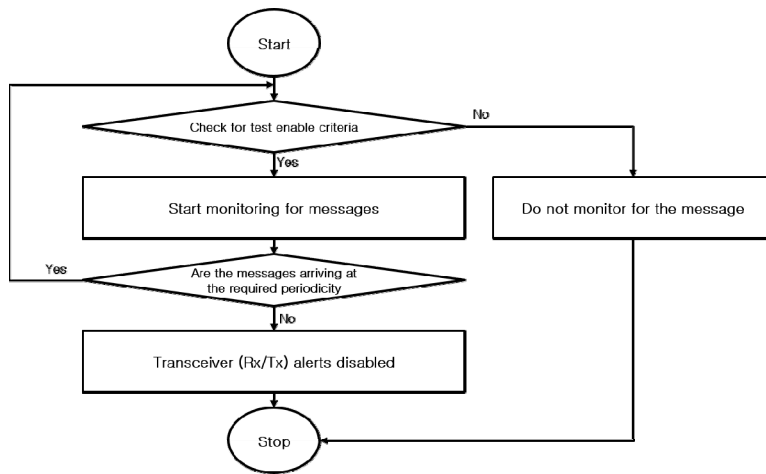 Start
Check for test enable criteria
No
Yes
Start monitoring for messages
Do not monitor for the message
Yes
Are the messages arriving at
the required periodicity
No
Transceiver (Rx/Tx) alerts disabled
Stop